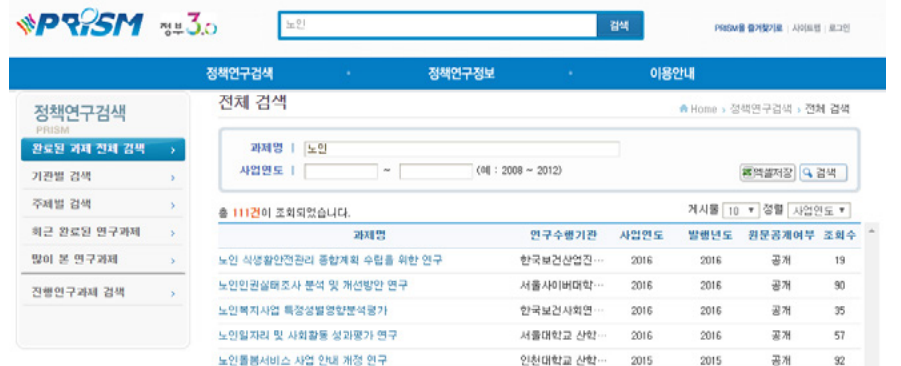 PRISM 정부3.0 노인 검색 PRISM을 즐겨찾기로 | 사이트맵 | 로그인
정책연구검색 · 정책연구정보 · 이용안내
정책연구검색
PRISM
완료된 과제 전체 검색 >
기관별 검색 >
주제별 검색 >
최근 완료된 연구과제 >
많이 본 연구과제 >
진행연구과제 검색 >
전체 검색
Home > 정책연구검색 > 전체 검색
과제명 | 노인
사업연도 | ~ (예 : 2008 ~ 2012) 엑셀저장 검색
총 111건이 조회되었습니다. 게시물 10 ▼ 정렬 사업연도 ▼
과제명 연구수행기관 사업연도 발행년도 원문공개여부 조회수
노인 식생활안전관리 종합계획 수립을 위한 연구 한국보건산업진… 2016 2016 공개 19
노인인권실태조사 분석 및 개선방안 연구 서울사이버대학… 2016 2016 공개 90
노인복지사업 특정성별영향분석평가 한국보건사회연… 2016 2016 공개 35
노인일자리 및 사회활동 성과평가 연구 서울대학교 산학… 2016 2016 공개 57
노인돌봄서비스 사업 안내 개정 연구 인천대학교 산학… 2015 2015 공개 92